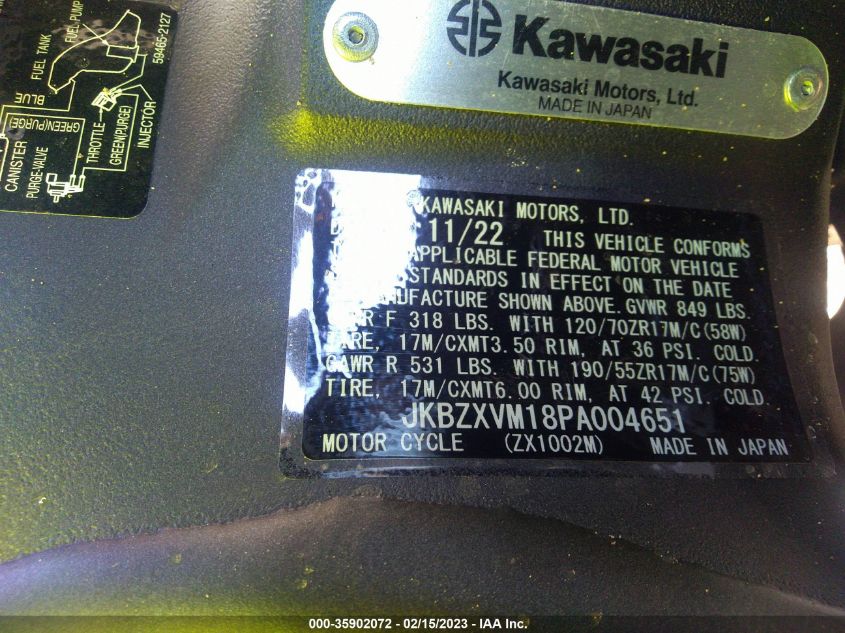 FUEL-PUMP
FUEL TANK
59465-2127
BLUE
GREEN(PURGE)
CANISTER
PURGE-VALVE
THROTTLE
GREEN(PURGE)
INJECTOR
Kawasaki
Kawasaki Motors, Ltd.
MADE IN JAPAN
KAWASAKI MOTORS, LTD.
11/22 THIS VEHICLE CONFORMS
APPLICABLE FEDERAL MOTOR VEHICLE
STANDARDS IN EFFECT ON THE DATE
SHOWN ABOVE. GVWR 849 LBS.
F 318 LBS. WITH 120/70ZR17M/C(58W)
TIRE, 17M/CXMT3.50 RIM, AT 36 PSI. COLD.
GAWR R 531 LBS. WITH 190/55ZR17M/C(75W)
TIRE, 17M/CXMT6.00 RIM, AT 42 PSI. COLD.
JKBZXVM18PA004651
MOTOR CYCLE (ZX1002M) MADE IN JAPAN
000-35902072 - 02/15/2023 - IAA Inc.